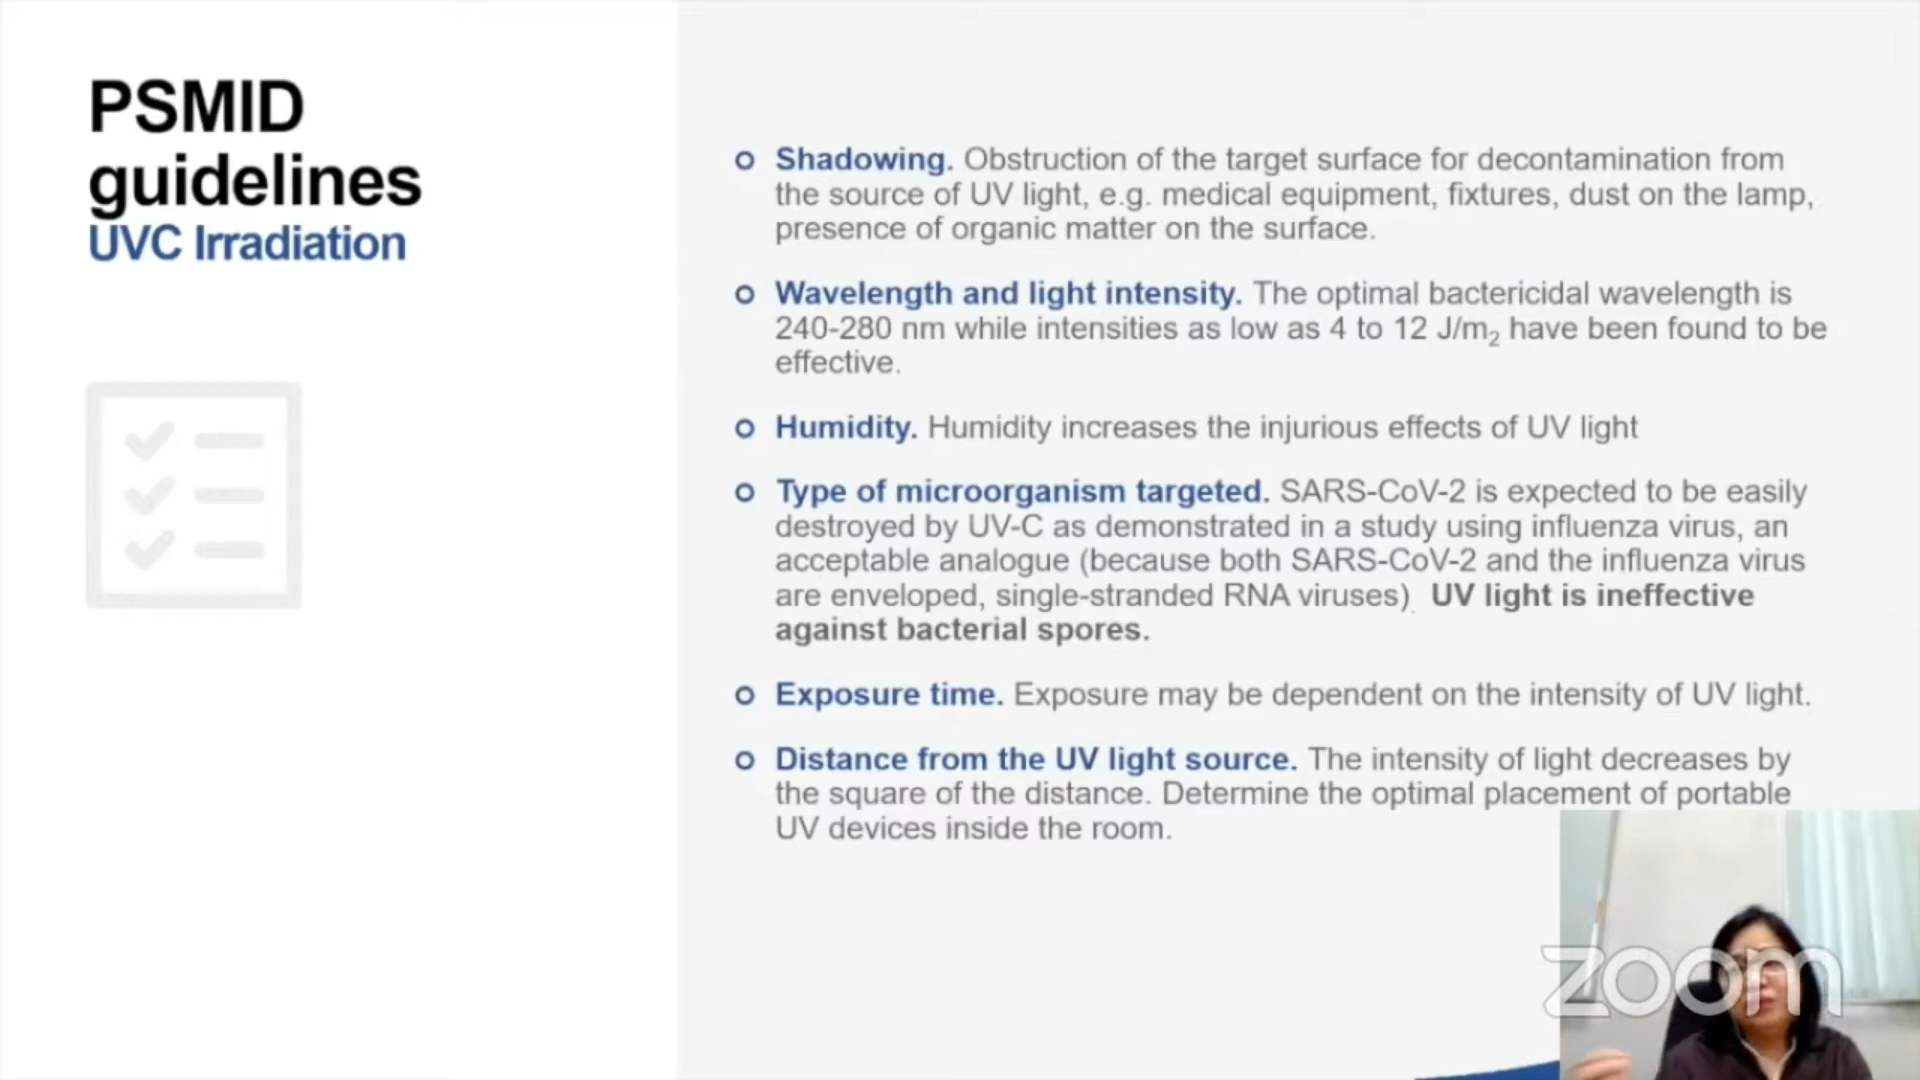 PSMID
guidelines
UVC Irradiation
Shadowing. Obstruction of the target surface for decontamination from
the source of UV light, e.g. medical equipment, fixtures, dust on the lamp,
presence of organic matter on the surface.
Wavelength and light intensity. The optimal bactericidal wavelength is
240-280 nm while intensities as low as 4 to 12 J/m₂ have been found to be
effective.
Humidity. Humidity increases the injurious effects of UV light
Type of microorganism targeted. SARS-CoV-2 is expected to be easily
destroyed by UV-C as demonstrated in a study using influenza virus, an
acceptable analogue (because both SARS-CoV-2 and the influenza virus
are enveloped, single-stranded RNA viruses). UV light is ineffective
against bacterial spores.
Exposure time. Exposure may be dependent on the intensity of UV light.
Distance from the UV light source. The intensity of light decreases by
the square of the distance. Determine the optimal placement of portable
UV devices inside the room.
zoom